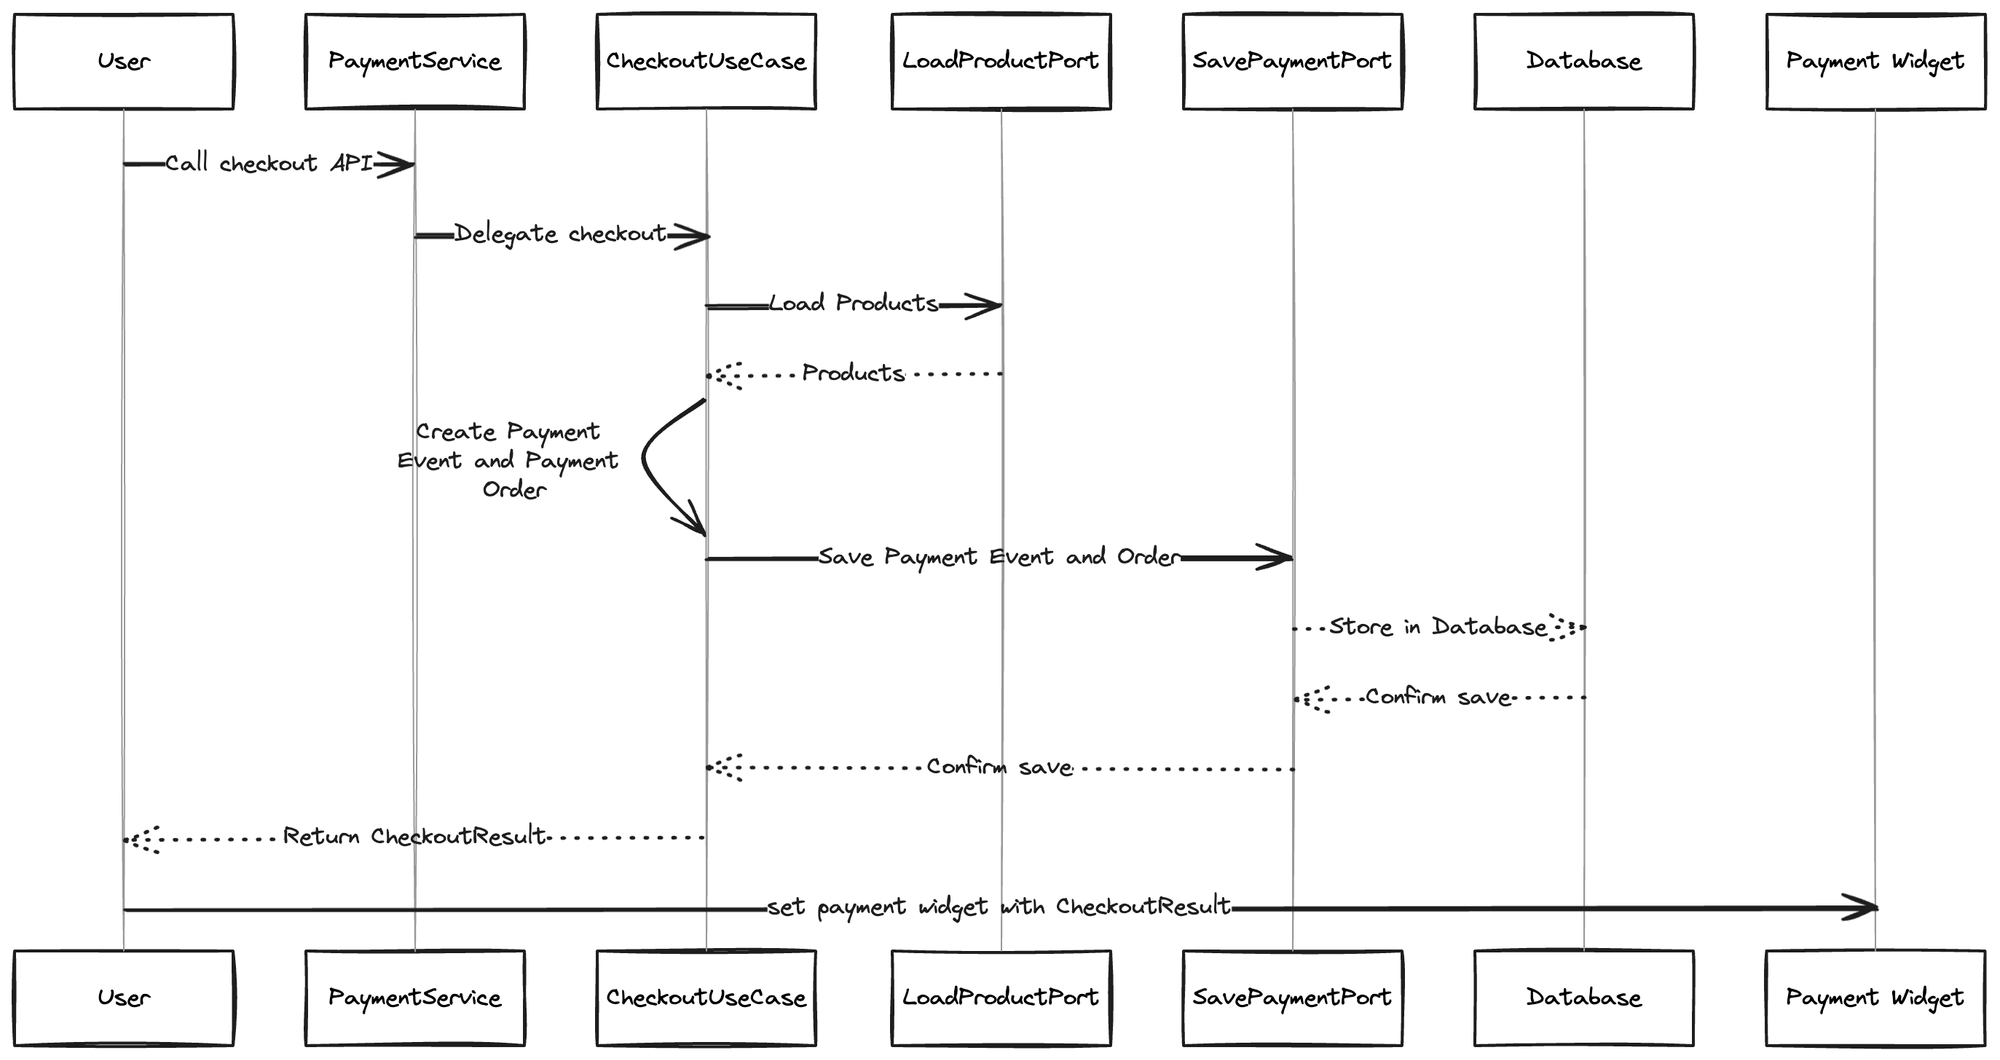 User
PaymentService
CheckoutUseCase
LoadProductPort
SavePaymentPort
Database
Payment Widget
Call checkout API
Delegate checkout
Load Products
Products
Create Payment
Event and Payment
Order
Save Payment Event and Order
Store in Database
Confirm save
Confirm save
Return CheckoutResult
set payment widget with CheckoutResult
User
PaymentService
CheckoutUseCase
LoadProductPort
SavePaymentPort
Database
Payment Widget